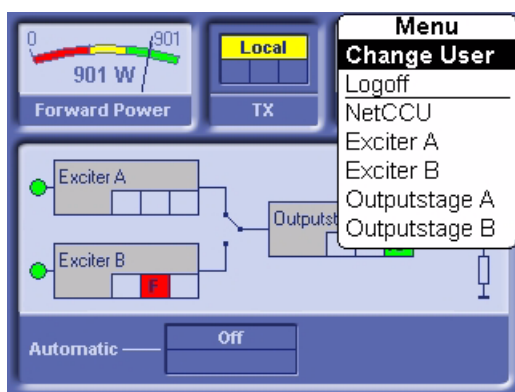 0
901
901 W
Forward Power
Local
TX
Menu
Change User
Logoff
NetCCU
Exciter A
Exciter B
Outputstage A
Outputstage B
Exciter A
Exciter B
F
Automatic
Off